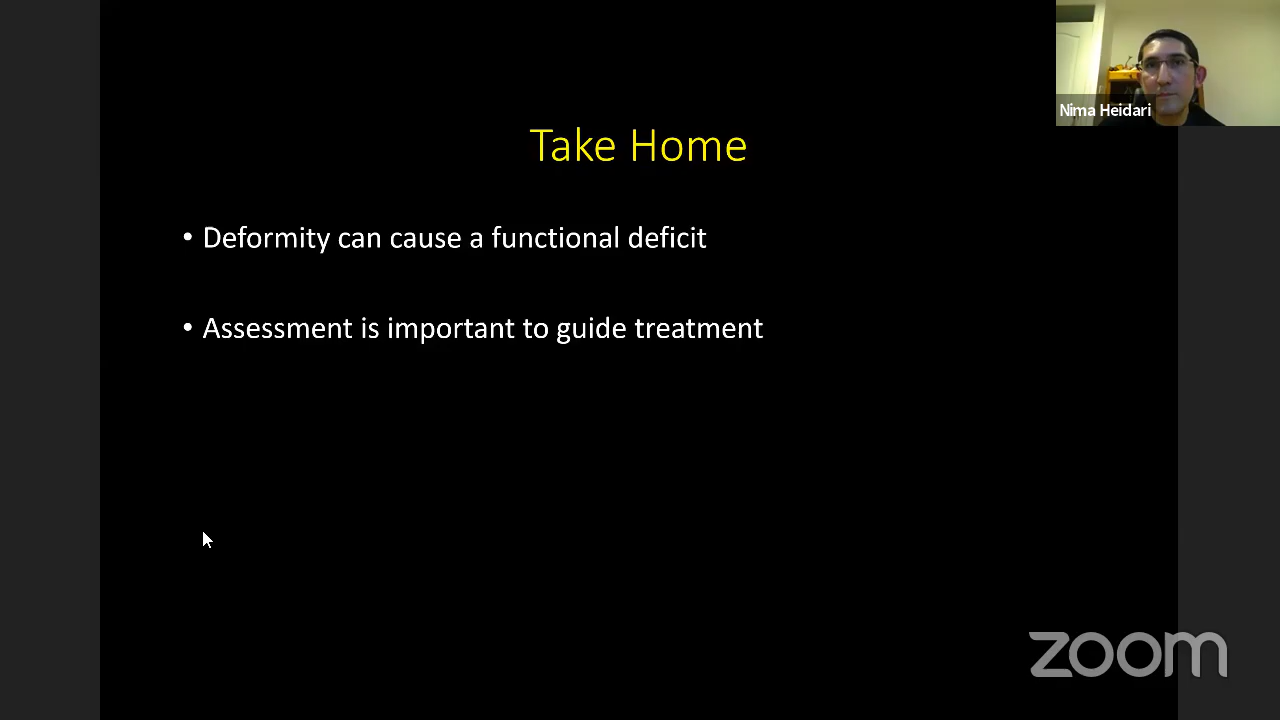 Nima Heidari
Take Home
• Deformity can cause a functional deficit
• Assessment is important to guide treatment
zoom